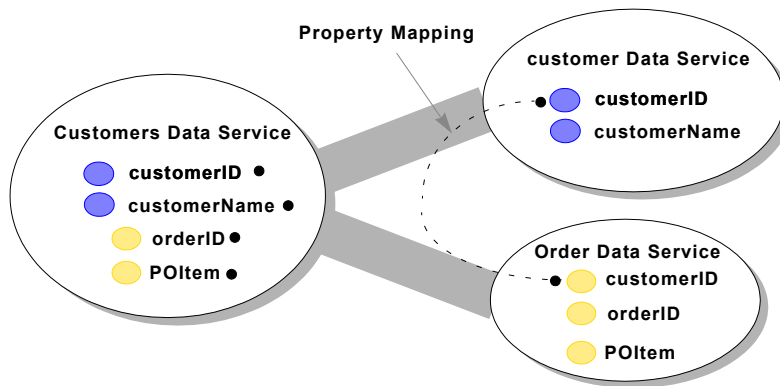 Property Mapping
customer Data Service
customerID
customerName
Customers Data Service
customerID
customerName
orderID
POItem
Order Data Service
customerID
orderID
POItem